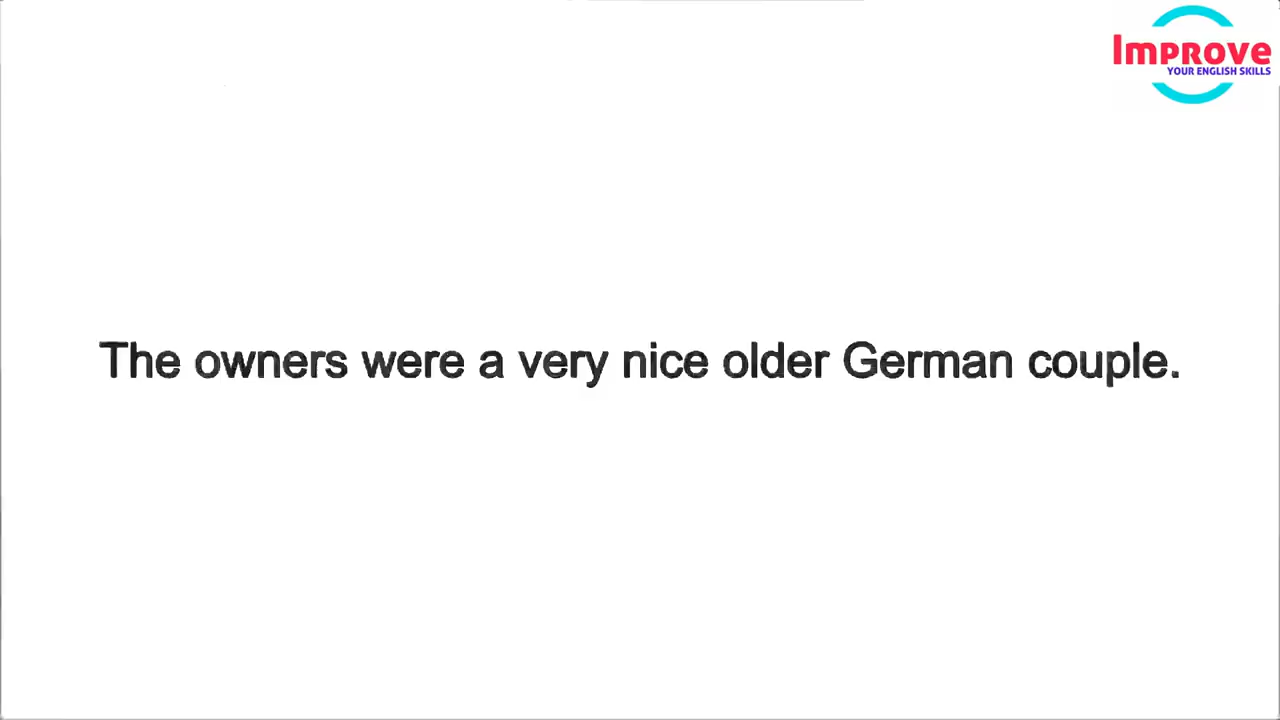 Improve
YOUR ENGLISH SKILLS
The owners were a very nice older German couple.